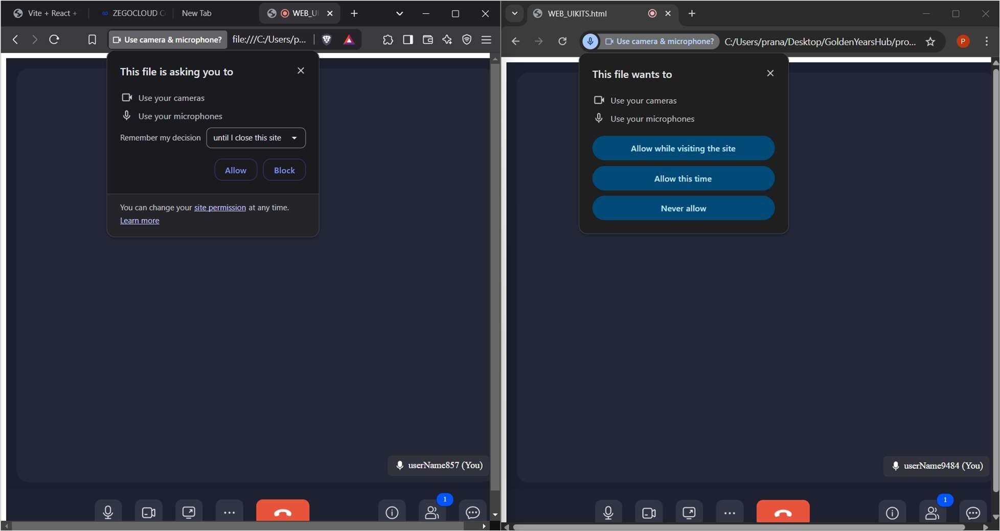 Vite + React +
ZEGOCLOUD C
New Tab
WEB_UI
Use camera & microphone?
file:///C:/Users/p...
This file is asking you to
Use your cameras
Use your microphones
Remember my decision
until I close this site
Allow
Block
You can change your site permission at any time.
Learn more
userName857 (You)
1
WEB_UIKITS.html
Use camera & microphone?
C:/Users/prana/Desktop/GoldenYearsHub/pro...
P
This file wants to
Use your cameras
Use your microphones
Allow while visiting the site
Allow this time
Never allow
userName9484 (You)
1